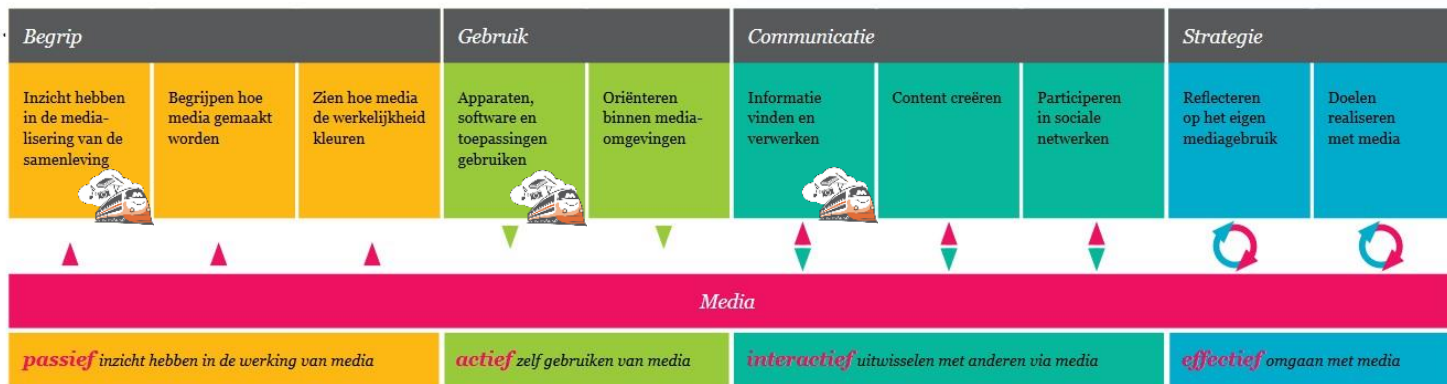 Begrip
Gebruik
Communicatie
Strategie
Inzicht hebben
in de media-
lisering van de
samenleving
Begrijpen hoe
media gemaakt
worden
Zien hoe media
de werkelijkheid
kleuren
Apparaten,
software en
toepassingen
gebruiken
Oriënteren
binnen media-
omgevingen
Informatie
vinden en
verwerken
Content creëren
Participeren
in sociale
netwerken
Reflecteren
op het eigen
mediagebruik
Doelen
realiseren
met media
Media
passief inzicht hebben in de werking van media
actief zelf gebruiken van media
interactief uitwisselen met anderen via media
effectief omgaan met media